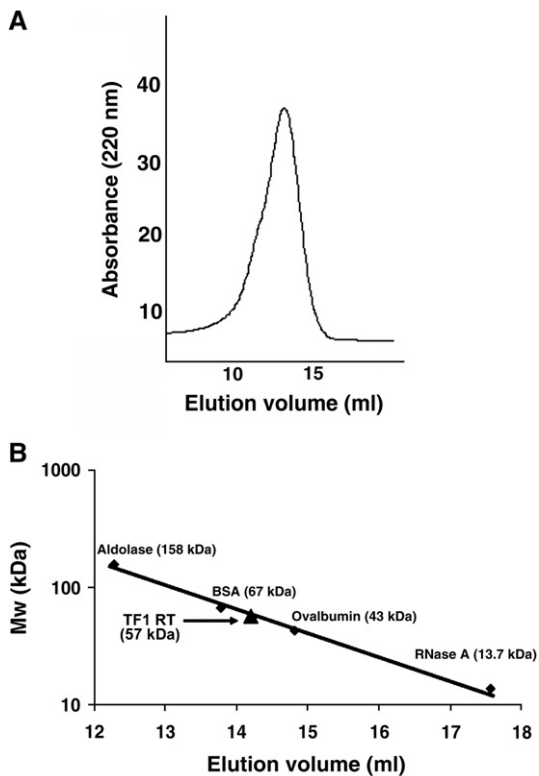 A
40
30
20
10
Absorbance (220 nm)
10 15
Elution volume (ml)
B
1000
100
10
Mw (kDa)
Aldolase (158 kDa)
BSA (67 kDa)
TF1 RT
(57 kDa)
Ovalbumin (43 kDa)
RNase A (13.7 kDa)
12 13 14 15 16 17 18
Elution volume (ml)